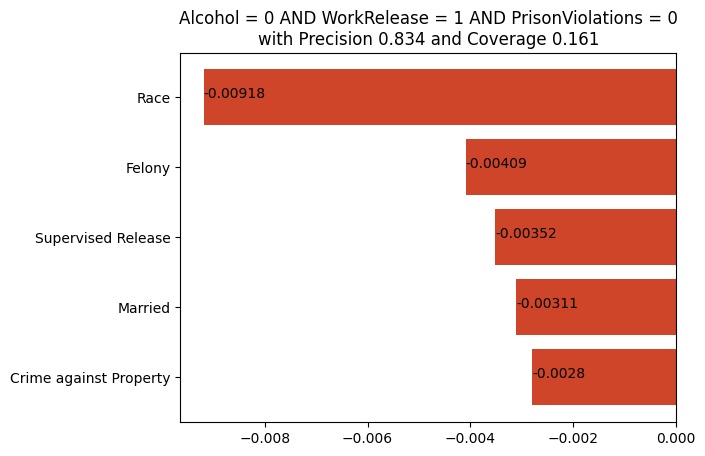 Alcohol = 0 AND WorkRelease = 1 AND PrisonViolations = 0
with Precision 0.834 and Coverage 0.161
Race
-0.00918
Felony
-0.00409
Supervised Release
-0.00352
Married
-0.00311
Crime against Property
-0.0028
−0.008 −0.006 −0.004 −0.002 0.000